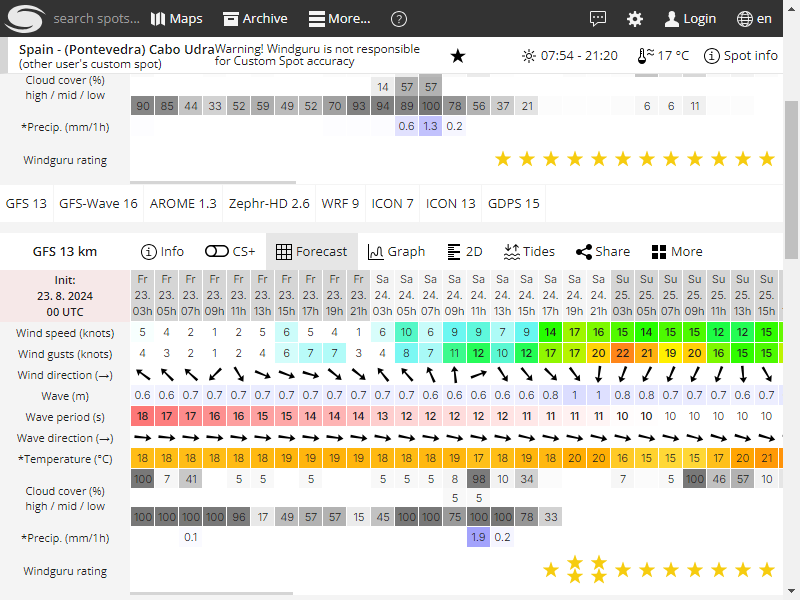 search spots... Maps Archive More... ? Login en
Spain - (Pontevedra) Cabo Udra Warning! Windguru is not responsible
(other user's custom spot) for Custom Spot accuracy
07:54 - 21:20 17 °C Spot info
Cloud cover (%)
high / mid / low
14 57 57
90 85 44 33 52 59 49 52 70 93 94 89 100 78 56 37 21 6 6 11
*Precip. (mm/1h) 0.6 1.3 0.2
Windguru rating
GFS 13 GFS-Wave 16 AROME 1.3 Zephr-HD 2.6 WRF 9 ICON 7 ICON 13 GDPS 15
GFS 13 km Info CS+ Forecast Graph 2D Tides Share More
Init: Fr Fr Fr Fr Fr Fr Fr Fr Fr Fr Sa Sa Sa Sa Sa Sa Sa Sa Sa Sa Su Su Su Su Su Su Su
23. 8. 2024 23. 23. 23. 23. 23. 23. 23. 23. 23. 23. 24. 24. 24. 24. 24. 24. 24. 24. 24. 24. 25. 25. 25. 25. 25. 25. 25.
00 UTC 03h 05h 07h 09h 11h 13h 15h 17h 19h 21h 03h 05h 07h 09h 11h 13h 15h 17h 19h 21h 03h 05h 07h 09h 11h 13h 15h
Wind speed (knots) 5 4 2 1 2 5 6 5 4 1 6 10 6 9 9 7 9 14 17 16 15 14 15 15 12 12 15
Wind gusts (knots) 4 3 2 1 2 4 6 7 7 3 4 8 7 11 12 10 12 17 17 20 22 21 19 20 16 15 15
Wind direction (→)
Wave (m) 0.6 0.6 0.7 0.7 0.7 0.7 0.7 0.7 0.7 0.7 0.7 0.7 0.6 0.6 0.6 0.6 0.6 0.8 1 1 0.8 0.8 0.7 0.7 0.7 0.7 0.7
Wave period (s) 18 17 17 16 16 15 15 14 14 14 13 12 12 12 12 12 11 11 11 11 10 10 10 10 10 10 10
Wave direction (→)
*Temperature (°C) 18 18 18 18 18 18 19 19 19 19 18 18 18 19 17 18 19 18 20 20 16 15 15 15 17 20 21
Cloud cover (%)
high / mid / low
100 7 41 5 5 5 5 5 5 8 98 10 34 7 5 100 46 57 10
5 5
100 100 100 100 96 17 49 57 57 15 45 100 100 75 100 100 78 33
*Precip. (mm/1h) 0.1 1.9 0.2
Windguru rating